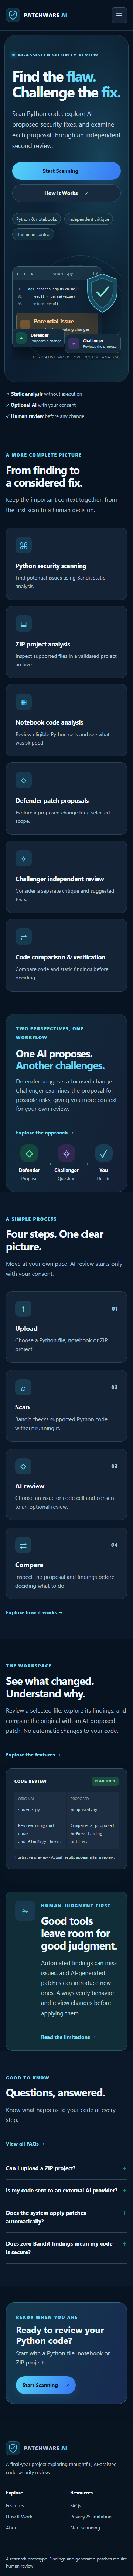 PATCHWARS AI
AI-ASSISTED SECURITY REVIEW
Find the flaw.
Challenge the fix.
Scan Python code, explore AI-
proposed security fixes, and examine
each proposal through an independent
second review.
Start Scanning →
How It Works ↗
Python & notebooks
Independent critique
Human in control
source.py
01 def process_input(value):
02 result = parse(value)
03 return result
Potential issue
Defender
Proposes a change
Challenger
Reviews the proposal
ILLUSTRATIVE WORKFLOW · NO LIVE ANALYSIS
Static analysis without execution
✓ Optional AI with your consent
✓ Human review before any change
A MORE COMPLETE PICTURE
From finding to
a considered fix.
Keep the important context together, from
the first scan to a human decision.
Python security scanning
Find potential issues using Bandit static
analysis.
ZIP project analysis
Inspect supported files in a validated project
archive.
Notebook code analysis
Review eligible Python cells and see what
was skipped.
Defender patch proposals
Explore a proposed change for a selected
scope.
Challenger independent review
Consider a separate critique and suggested
tests.
Code comparison & verification
Compare code and static findings before
deciding.
TWO PERSPECTIVES, ONE
WORKFLOW
One AI proposes.
Another challenges.
Defender suggests a focused change.
Challenger examines the proposal for
possible risks, giving you more context
for your own review.
Explore the approach →
Defender → Challenger → You
Propose Question Decide
A SIMPLE PROCESS
Four steps. One clear
picture.
Move at your own pace. AI review starts only
with your consent.
↑ 01
Upload
Choose a Python file, notebook or ZIP
project.
02
Scan
Bandit checks supported Python code
without running it.
03
AI review
Choose an issue or code cell and consent
to an optional review.
04
Compare
Inspect the proposal and findings before
deciding what to do.
Explore how it works →
THE WORKSPACE
See what changed.
Understand why.
Review a selected file, explore its findings, and
compare the original with an AI-proposed
patch. No automatic changes to your code.
Explore the features →
CODE REVIEW READ ONLY
ORIGINAL PROPOSED
source.py proposed.py
Review original Compare a proposal
code before taking
and findings here. action.
Illustrative preview · Actual results appear after a review.
HUMAN JUDGMENT FIRST
Good tools
leave room for
good judgment.
Automated findings can miss
issues, and AI-generated
patches can introduce new
ones. Always verify behavior
and review changes before
applying them.
Read the limitations →
GOOD TO KNOW
Questions, answered.
Know what happens to your code at every
step.
View all FAQs →
Can I upload a ZIP project? +
Is my code sent to an external AI provider? +
Does the system apply patches +
automatically?
Does zero Bandit findings mean my code +
is secure?
READY WHEN YOU ARE
Ready to review your
Python code?
Start with a Python file, notebook or
ZIP project.
Start Scanning ↗
PATCHWARS AI
A final-year project exploring thoughtful, AI-assisted
code security review.
Explore Resources
Features FAQs
How It Works Privacy & limitations
About Start scanning
A research prototype. Findings and generated patches require
human review.